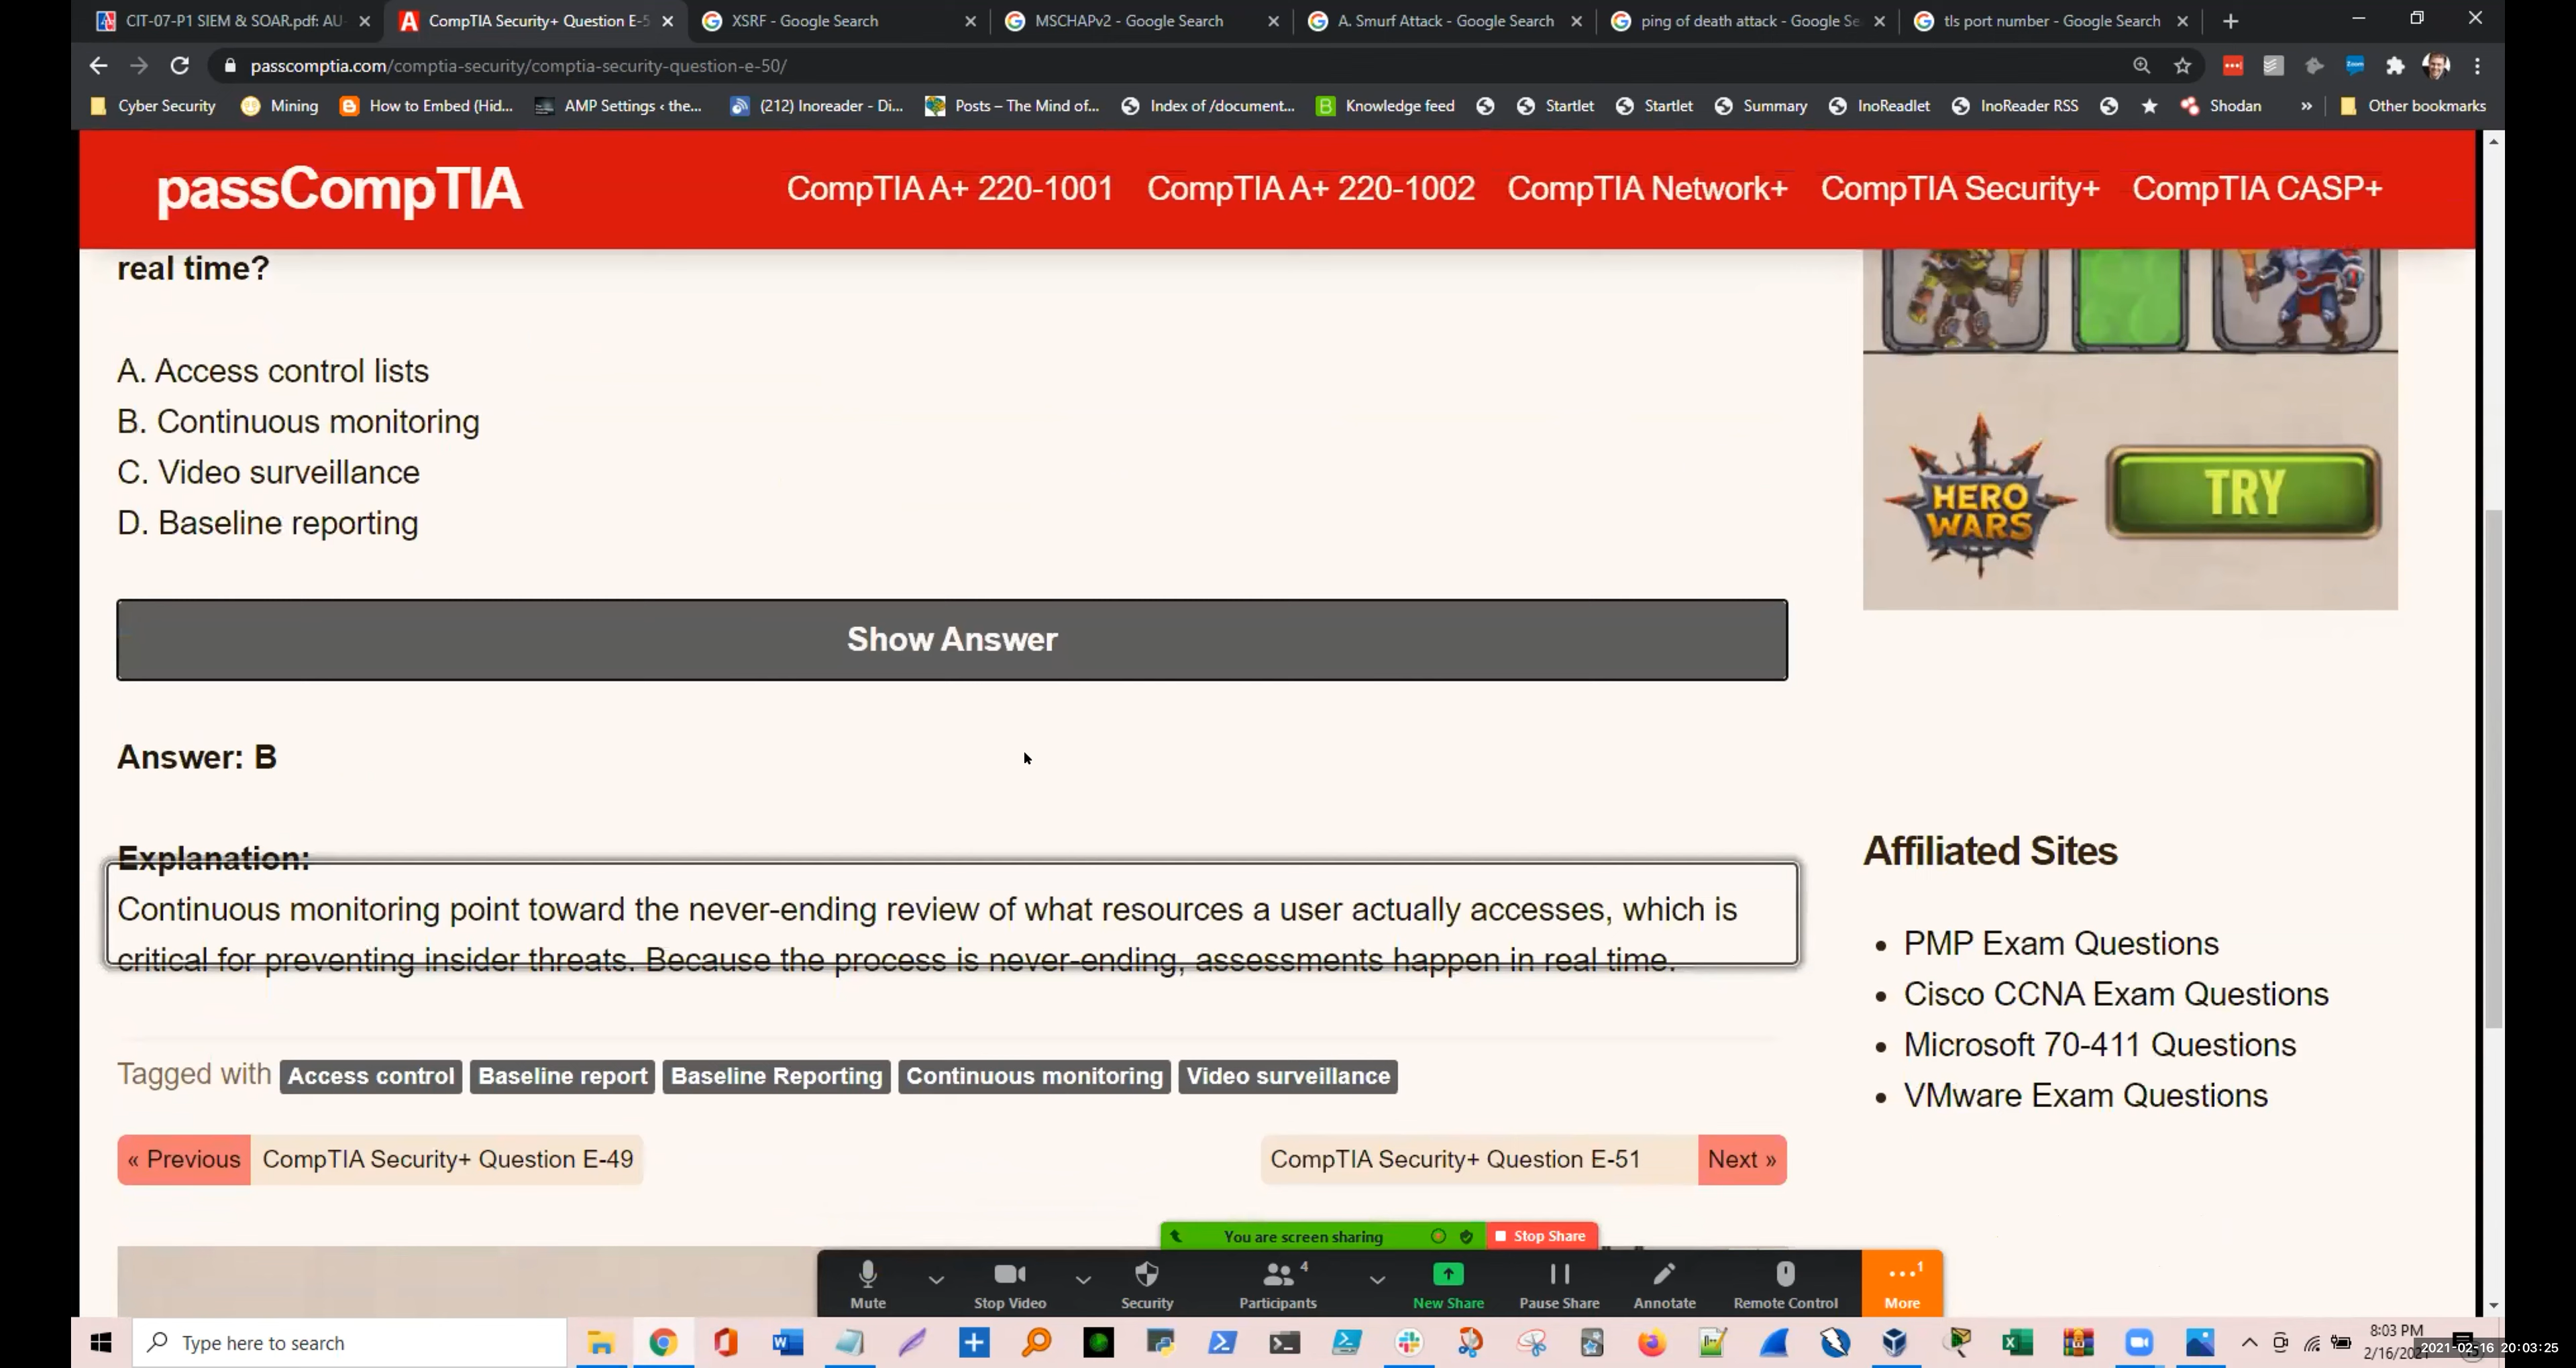 CIT-07-P1 SIEM & SOAR.pdf: AU
CompTIA Security+ Question E-5
XSRF - Google Search
MSCHAPv2 - Google Search
A. Smurf Attack - Google Search
ping of death attack - Google Se
tls port number - Google Search
passcomptia.com/comptia-security/comptia-security-question-e-50/
Cyber Security
Mining
How to Embed (Hid...
AMP Settings ‹ the...
(212) Inoreader - Di...
Posts – The Mind of...
Index of /document...
Knowledge feed
Startlet
Startlet
Summary
InoReadlet
InoReader RSS
Shodan
»
Other bookmarks
passCompTIA
CompTIA A+ 220-1001
CompTIA A+ 220-1002
CompTIA Network+
CompTIA Security+
CompTIA CASP+
real time?
A. Access control lists
B. Continuous monitoring
C. Video surveillance
D. Baseline reporting
HERO
WARS
TRY
Show Answer
Answer: B
Explanation:
Continuous monitoring point toward the never-ending review of what resources a user actually accesses, which is
critical for preventing insider threats. Because the process is never-ending, assessments happen in real time.
Affiliated Sites
• PMP Exam Questions
• Cisco CCNA Exam Questions
• Microsoft 70-411 Questions
• VMware Exam Questions
Tagged with Access control Baseline report Baseline Reporting Continuous monitoring Video surveillance
« Previous CompTIA Security+ Question E-49
CompTIA Security+ Question E-51 Next »
You are screen sharing
Stop Share
Mute
Stop Video
Security
4
Participants
New Share
Pause Share
Annotate
Remote Control
1
More
Type here to search
8:03 PM
2021-02-16 20:03:25